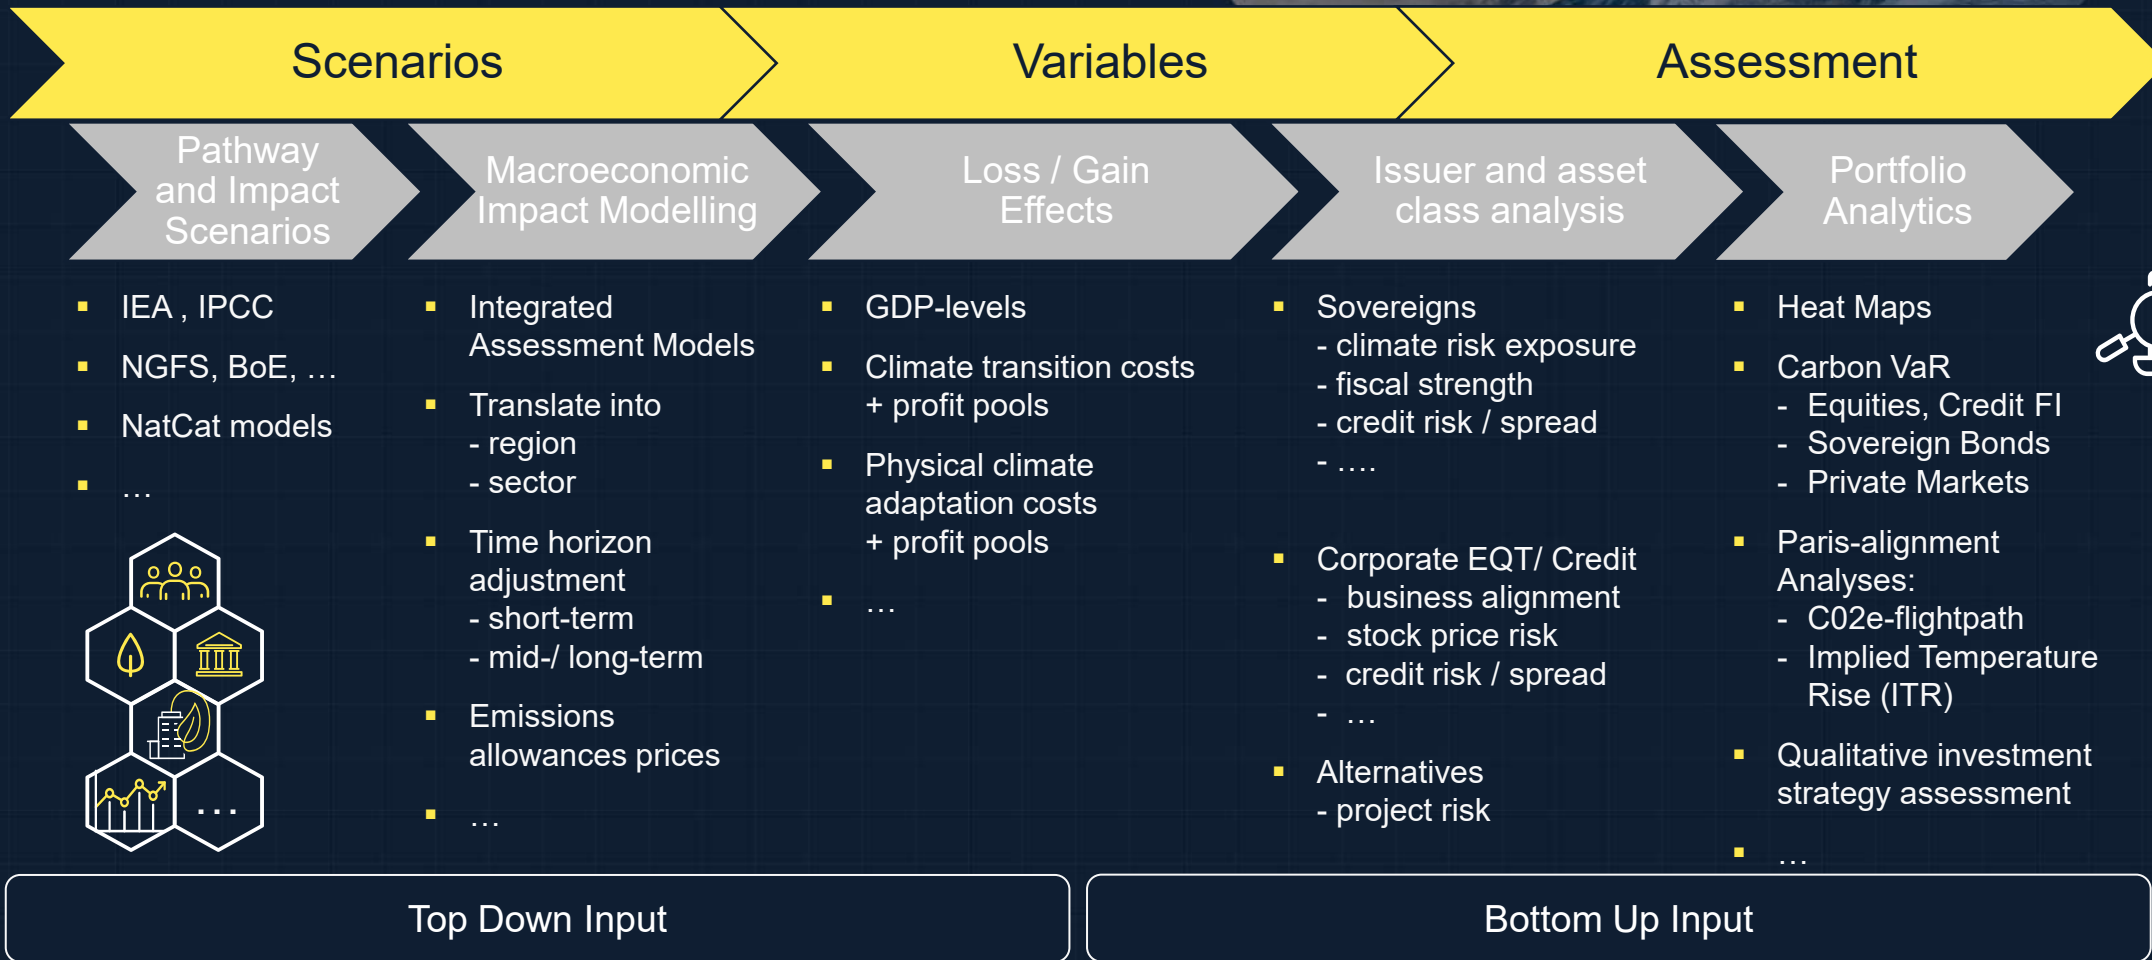 Scenarios
Variables
Assessment
Pathway
and Impact
Scenarios
Macroeconomic
Impact Modelling
Loss / Gain
Effects
Issuer and asset
class analysis
Portfolio
Analytics
IEA , IPCC
NGFS, BoE, …
NatCat models
…
...
Integrated
Assessment Models
Translate into
- region
- sector
Time horizon
adjustment
- short-term
- mid-/ long-term
Emissions
allowances prices
…
GDP-levels
Climate transition costs
+ profit pools
Physical climate
adaptation costs
+ profit pools
…
Sovereigns
- climate risk exposure
- fiscal strength
- credit risk / spread
- ….
Corporate EQT/ Credit
- business alignment
- stock price risk
- credit risk / spread
- …
Alternatives
- project risk
Heat Maps
Carbon VaR
- Equities, Credit FI
- Sovereign Bonds
- Private Markets
Paris-alignment
Analyses:
- C02e-flightpath
- Implied Temperature
Rise (ITR)
Qualitative investment
strategy assessment
…
Top Down Input
Bottom Up Input